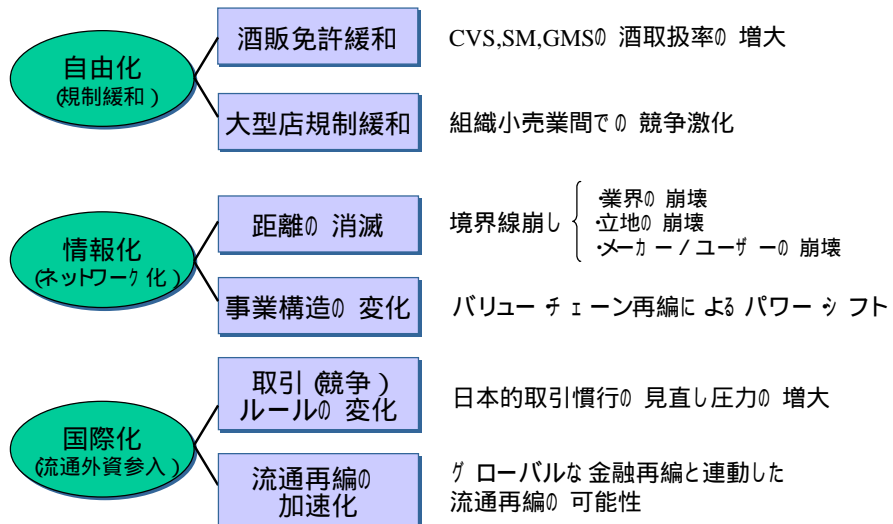 自由化
(規制緩和)
酒販免許緩和
CVS,SM,GMSの酒取扱率の増大
大型店規制緩和
組織小売業間での競争激化
情報化
(ネットワーク化)
距離の消滅
境界線崩し
・業界の崩壊
・立地の崩壊
・メーカー/ユーザーの崩壊
事業構造の変化
バリューチェーン再編によるパワーシフト
国際化
(流通外資参入)
取引(競争)
ルールの変化
日本的取引慣行の見直し圧力の増大
流通再編の
加速化
グローバルな金融再編と連動した
流通再編の可能性